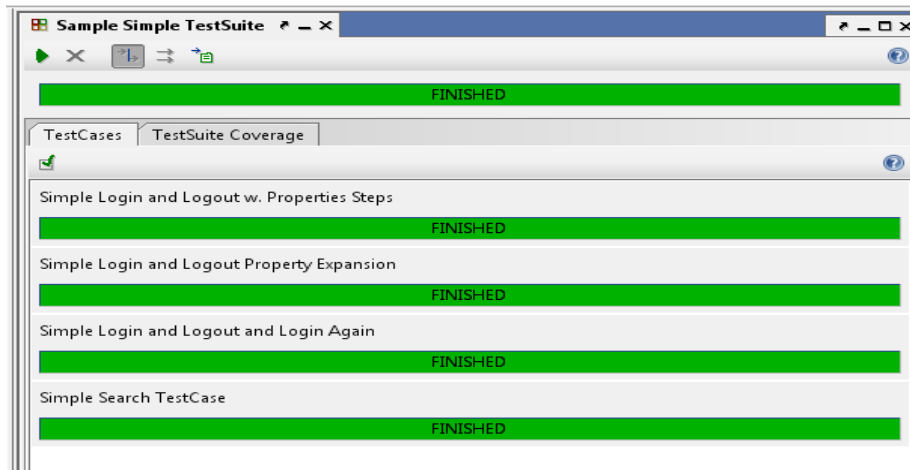 Sample Simple TestSuite
FINISHED
TestCases TestSuite Coverage
Simple Login and Logout w. Properties Steps
FINISHED
Simple Login and Logout Property Expansion
FINISHED
Simple Login and Logout and Login Again
FINISHED
Simple Search TestCase
FINISHED